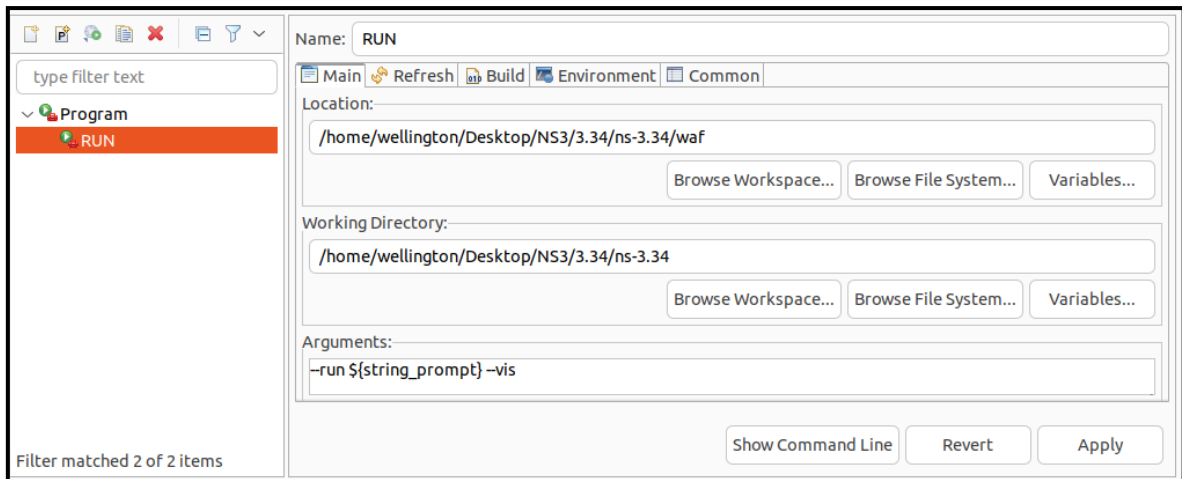 type filter text
Program
RUN
Filter matched 2 of 2 items
Name: RUN
Main Refresh 010 Build Environment Common
Location:
/home/wellington/Desktop/NS3/3.34/ns-3.34/waf
Browse Workspace... Browse File System... Variables...
Working Directory:
/home/wellington/Desktop/NS3/3.34/ns-3.34
Browse Workspace... Browse File System... Variables...
Arguments:
--run ${string_prompt} --vis
Show Command Line Revert Apply